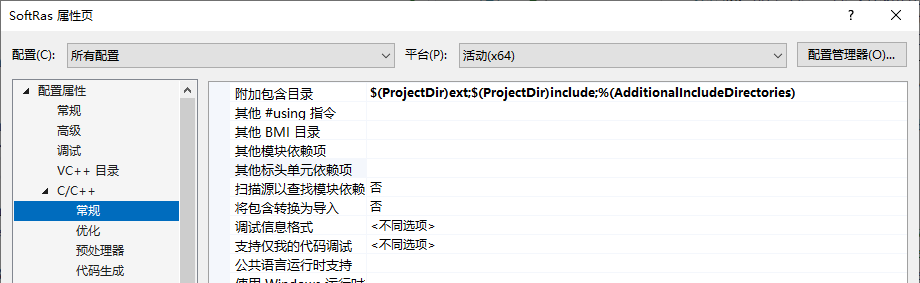 SoftRas 属性页
? ×
配置(C): 所有配置 平台(P): 活动(x64) 配置管理器(O)...
配置属性
常规
高级
调试
VC++ 目录
C/C++
常规
优化
预处理器
代码生成
附加包含目录 $(ProjectDir)ext;$(ProjectDir)include;%(AdditionalIncludeDirectories)
其他 #using 指令
其他 BMI 目录
其他模块依赖项
其他标头单元依赖项
扫描源以查找模块依赖 否
将包含转换为导入 否
调试信息格式 <不同选项>
支持仅我的代码调试 <不同选项>
公共语言运行时支持
使用 Windows 运行时